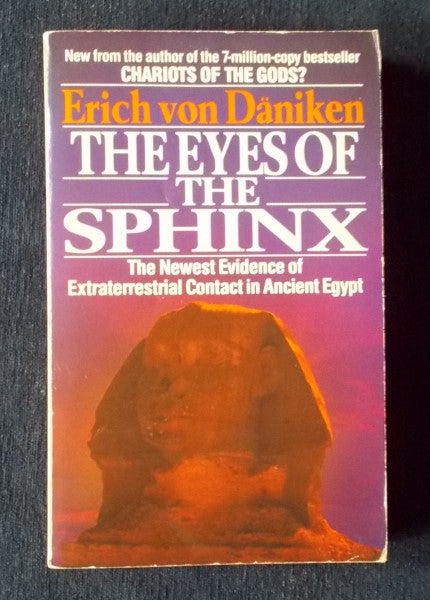 New from the author of the 7-million-copy bestseller
CHARIOTS OF THE GODS?
Erich von Däniken
THE EYES OF
THE
SPHINX
The Newest Evidence of
Extraterrestrial Contact in Ancient Egypt